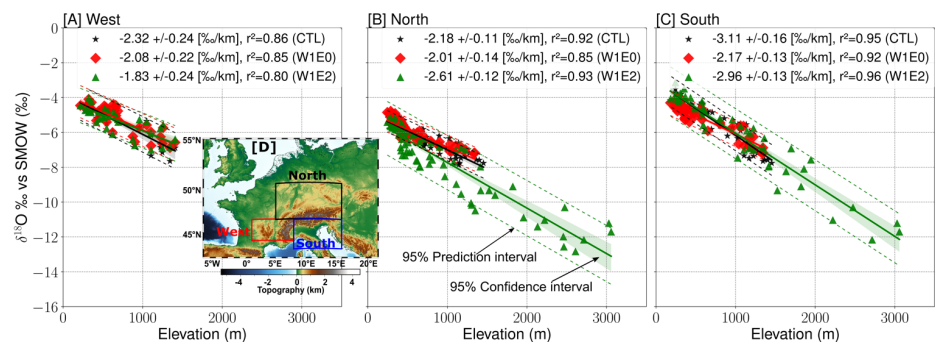 [A] West
[B] North
[C] South
0
−2
−4
−6
−8
−10
−12
−14
−16
δ¹⁸O ‰ vs SMOW (‰)
-2.32 +/-0.24 [‰/km], r²=0.86 (CTL)
-2.08 +/-0.22 [‰/km], r²=0.85 (W1E0)
-1.83 +/-0.24 [‰/km], r²=0.80 (W1E2)
-2.18 +/-0.11 [‰/km], r²=0.92 (CTL)
-2.01 +/-0.14 [‰/km], r²=0.85 (W1E0)
-2.61 +/-0.12 [‰/km], r²=0.93 (W1E2)
-3.11 +/-0.16 [‰/km], r²=0.95 (CTL)
-2.17 +/-0.13 [‰/km], r²=0.92 (W1E0)
-2.96 +/-0.13 [‰/km], r²=0.96 (W1E2)
55°N
50°N
45°N
[D]
North
West
South
5°W 0° 5°E 10°E 15°E 20°E
-4 -2 0 2 4
Topography (km)
95% Prediction interval
95% Confidence interval
0 1000 2000 3000
Elevation (m)
0 1000 2000 3000
Elevation (m)
0 1000 2000 3000
Elevation (m)